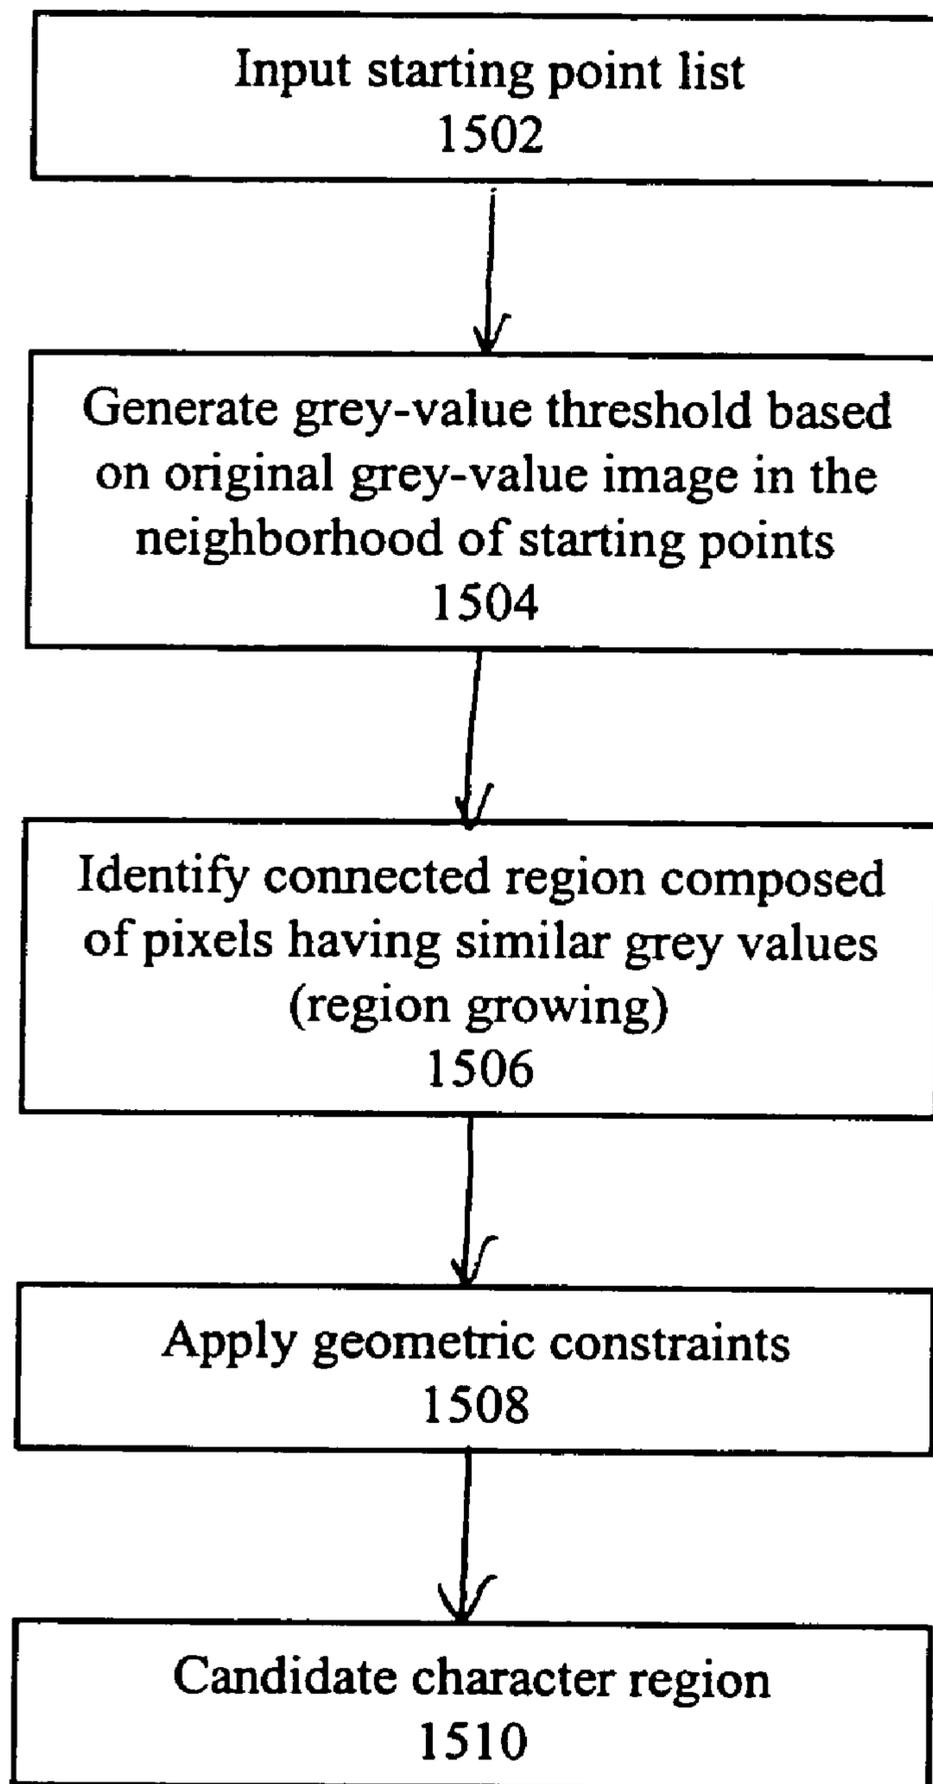 Input starting point list
1502
Generate grey-value threshold based
on original grey-value image in the
neighborhood of starting points
1504
Identify connected region composed
of pixels having similar grey values
(region growing)
1506
Apply geometric constraints
1508
Candidate character region
1510